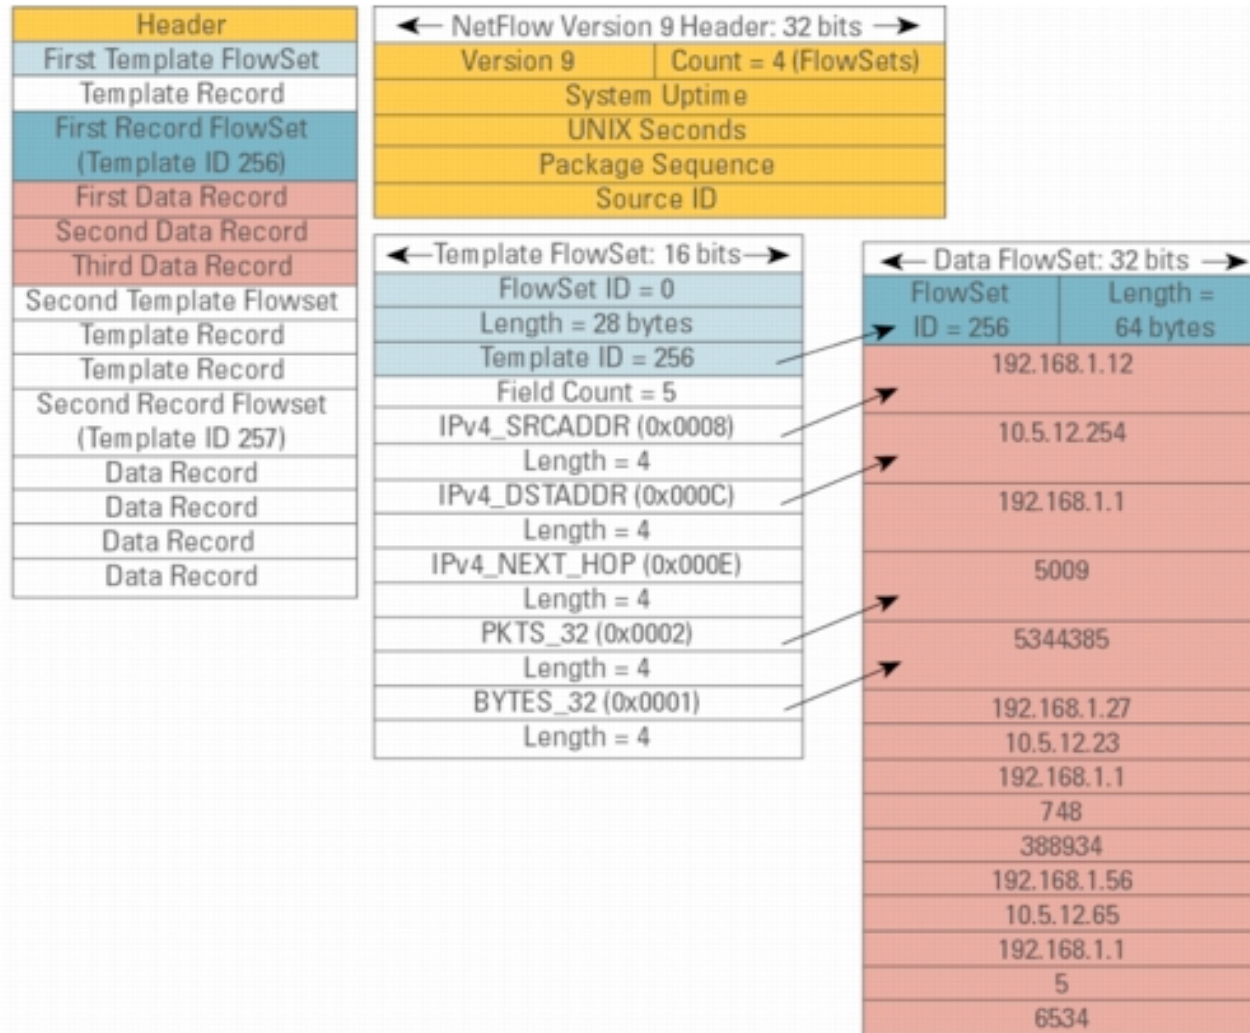 Header
First Template FlowSet
Template Record
First Record FlowSet
(Template ID 256)
First Data Record
Second Data Record
Third Data Record
Second Template Flowset
Template Record
Template Record
Second Record Flowset
(Template ID 257)
Data Record
Data Record
Data Record
Data Record
NetFlow Version 9 Header: 32 bits
Version 9
Count = 4 (FlowSets)
System Uptime
UNIX Seconds
Package Sequence
Source ID
Template FlowSet: 16 bits
FlowSet ID = 0
Length = 28 bytes
Template ID = 256
Field Count = 5
IPv4_SRCADDR (0x0008)
Length = 4
IPv4_DSTADDR (0x000C)
Length = 4
IPv4_NEXT_HOP (0x000E)
Length = 4
PKTS_32 (0x0002)
Length = 4
BYTES_32 (0x0001)
Length = 4
Data FlowSet: 32 bits
FlowSet
ID = 256
Length =
64 bytes
192.168.1.12
10.5.12.254
192.168.1.1
5009
5344385
192.168.1.27
10.5.12.23
192.168.1.1
748
388934
192.168.1.56
10.5.12.65
192.168.1.1
5
6534